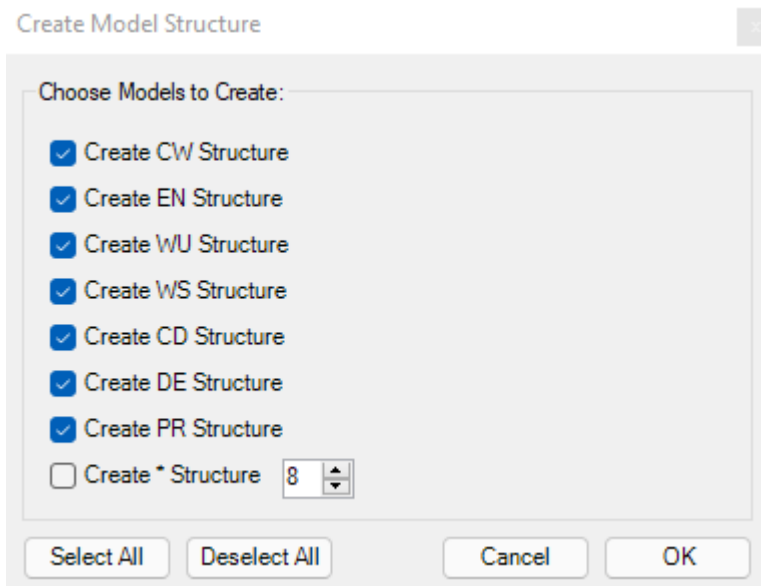 Create Model Structure
Choose Models to Create:
Create CW Structure
Create EN Structure
Create WU Structure
Create WS Structure
Create CD Structure
Create DE Structure
Create PR Structure
Create * Structure 8
Select All Deselect All Cancel OK